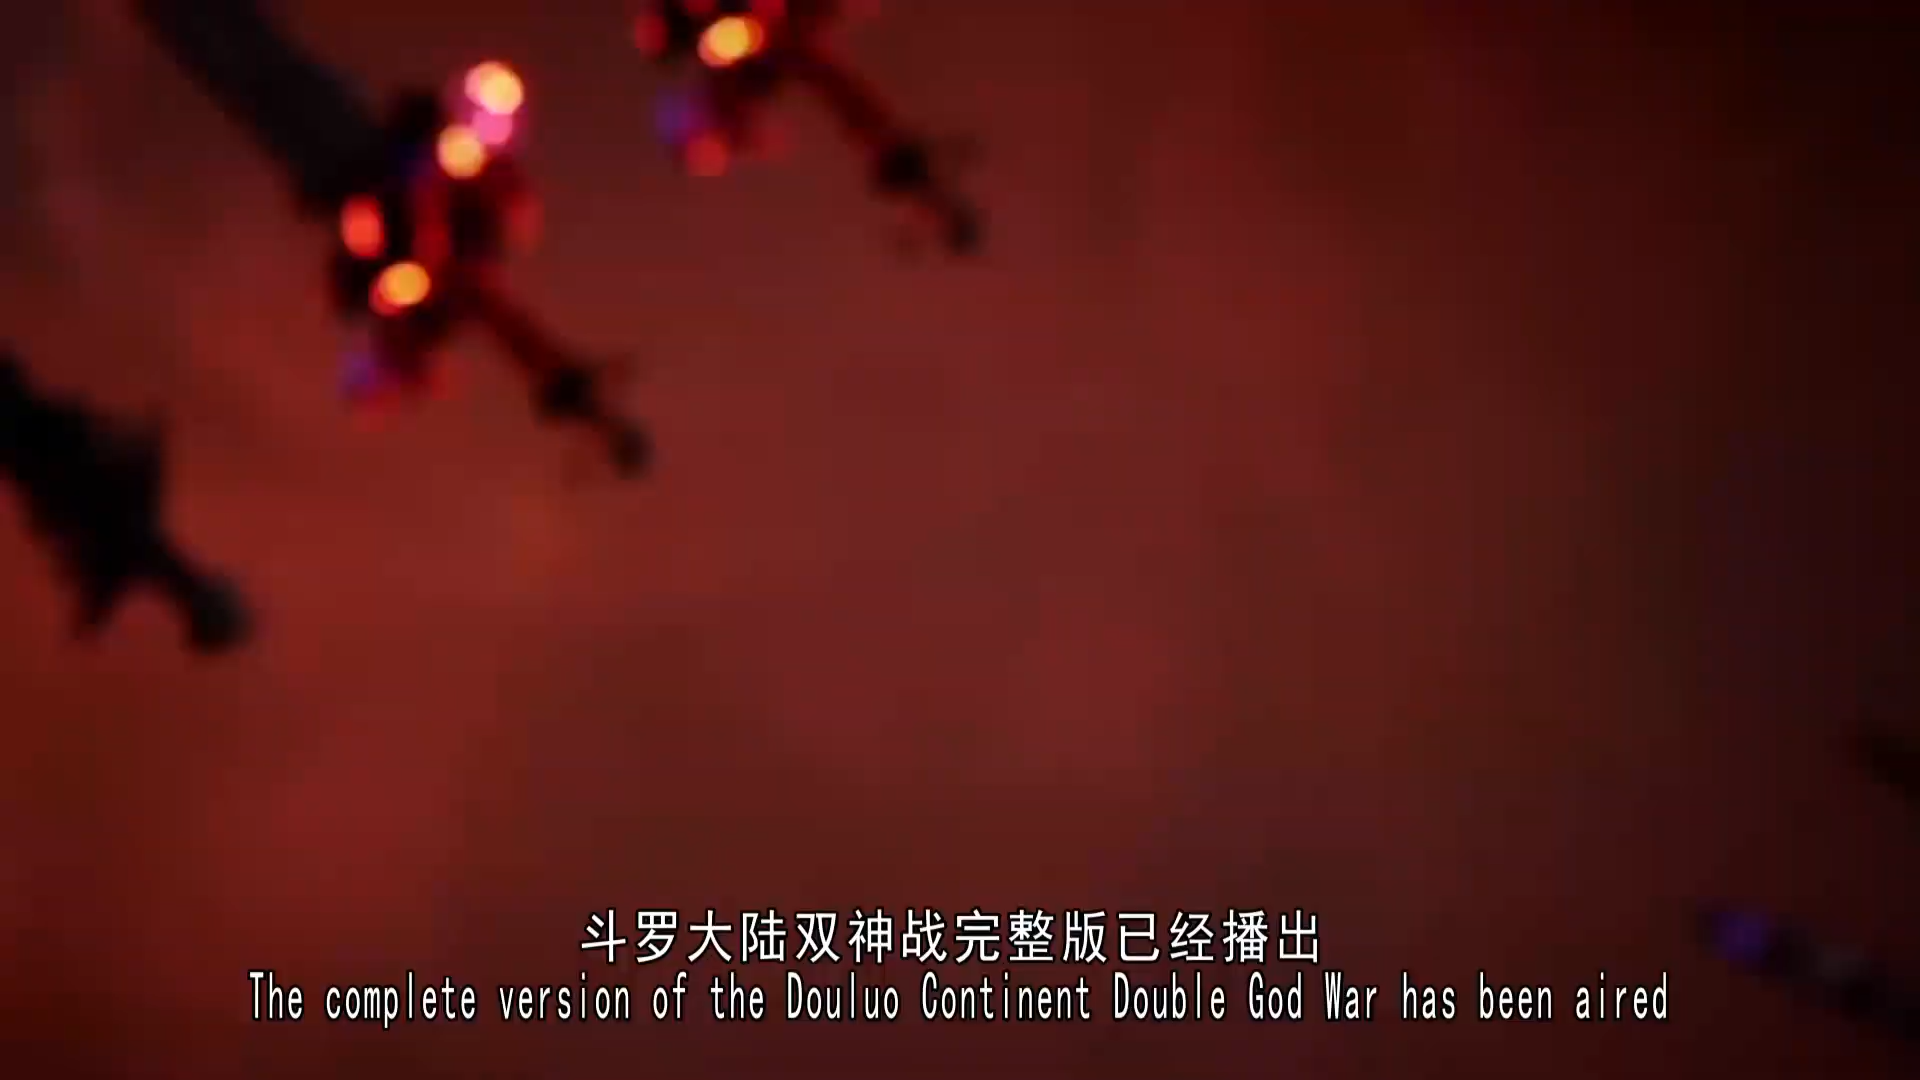 斗罗大陆双神战完整版已经播出
The complete version of the Douluo Continent Double God War has been aired